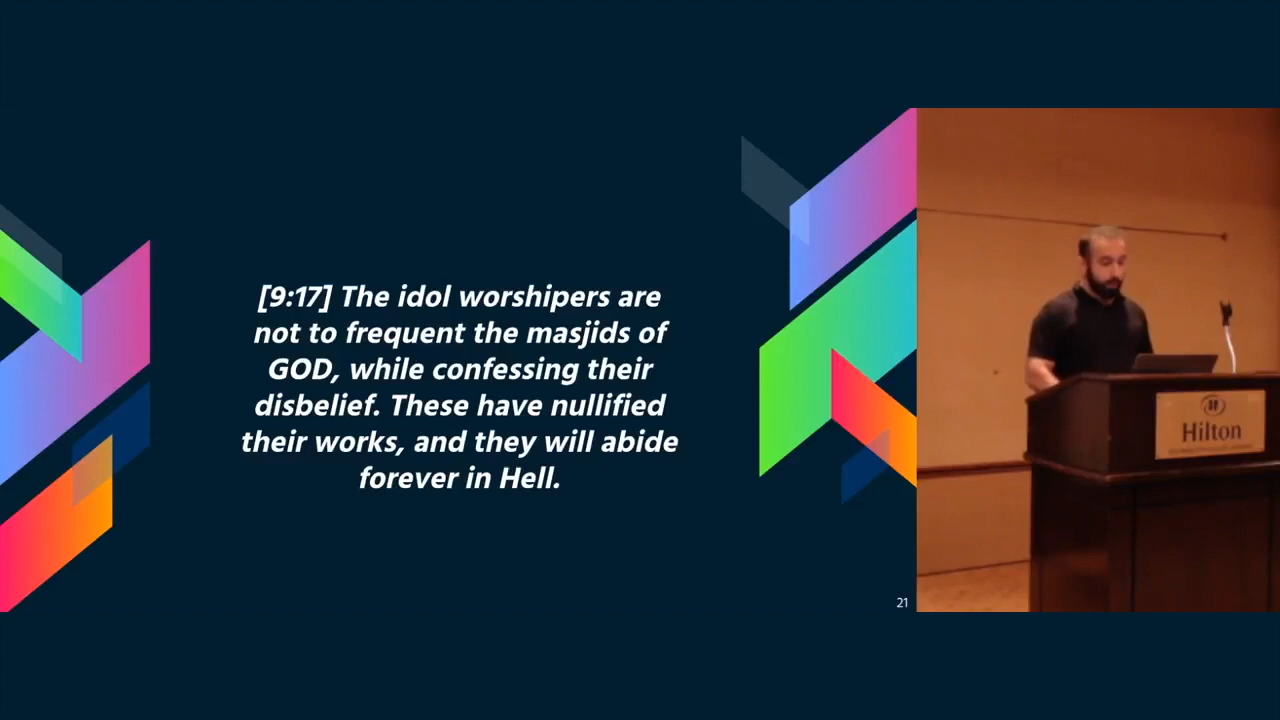 [9:17] The idol worshipers are
not to frequent the masjids of
GOD, while confessing their
disbelief. These have nullified
their works, and they will abide
forever in Hell.
21
Hilton